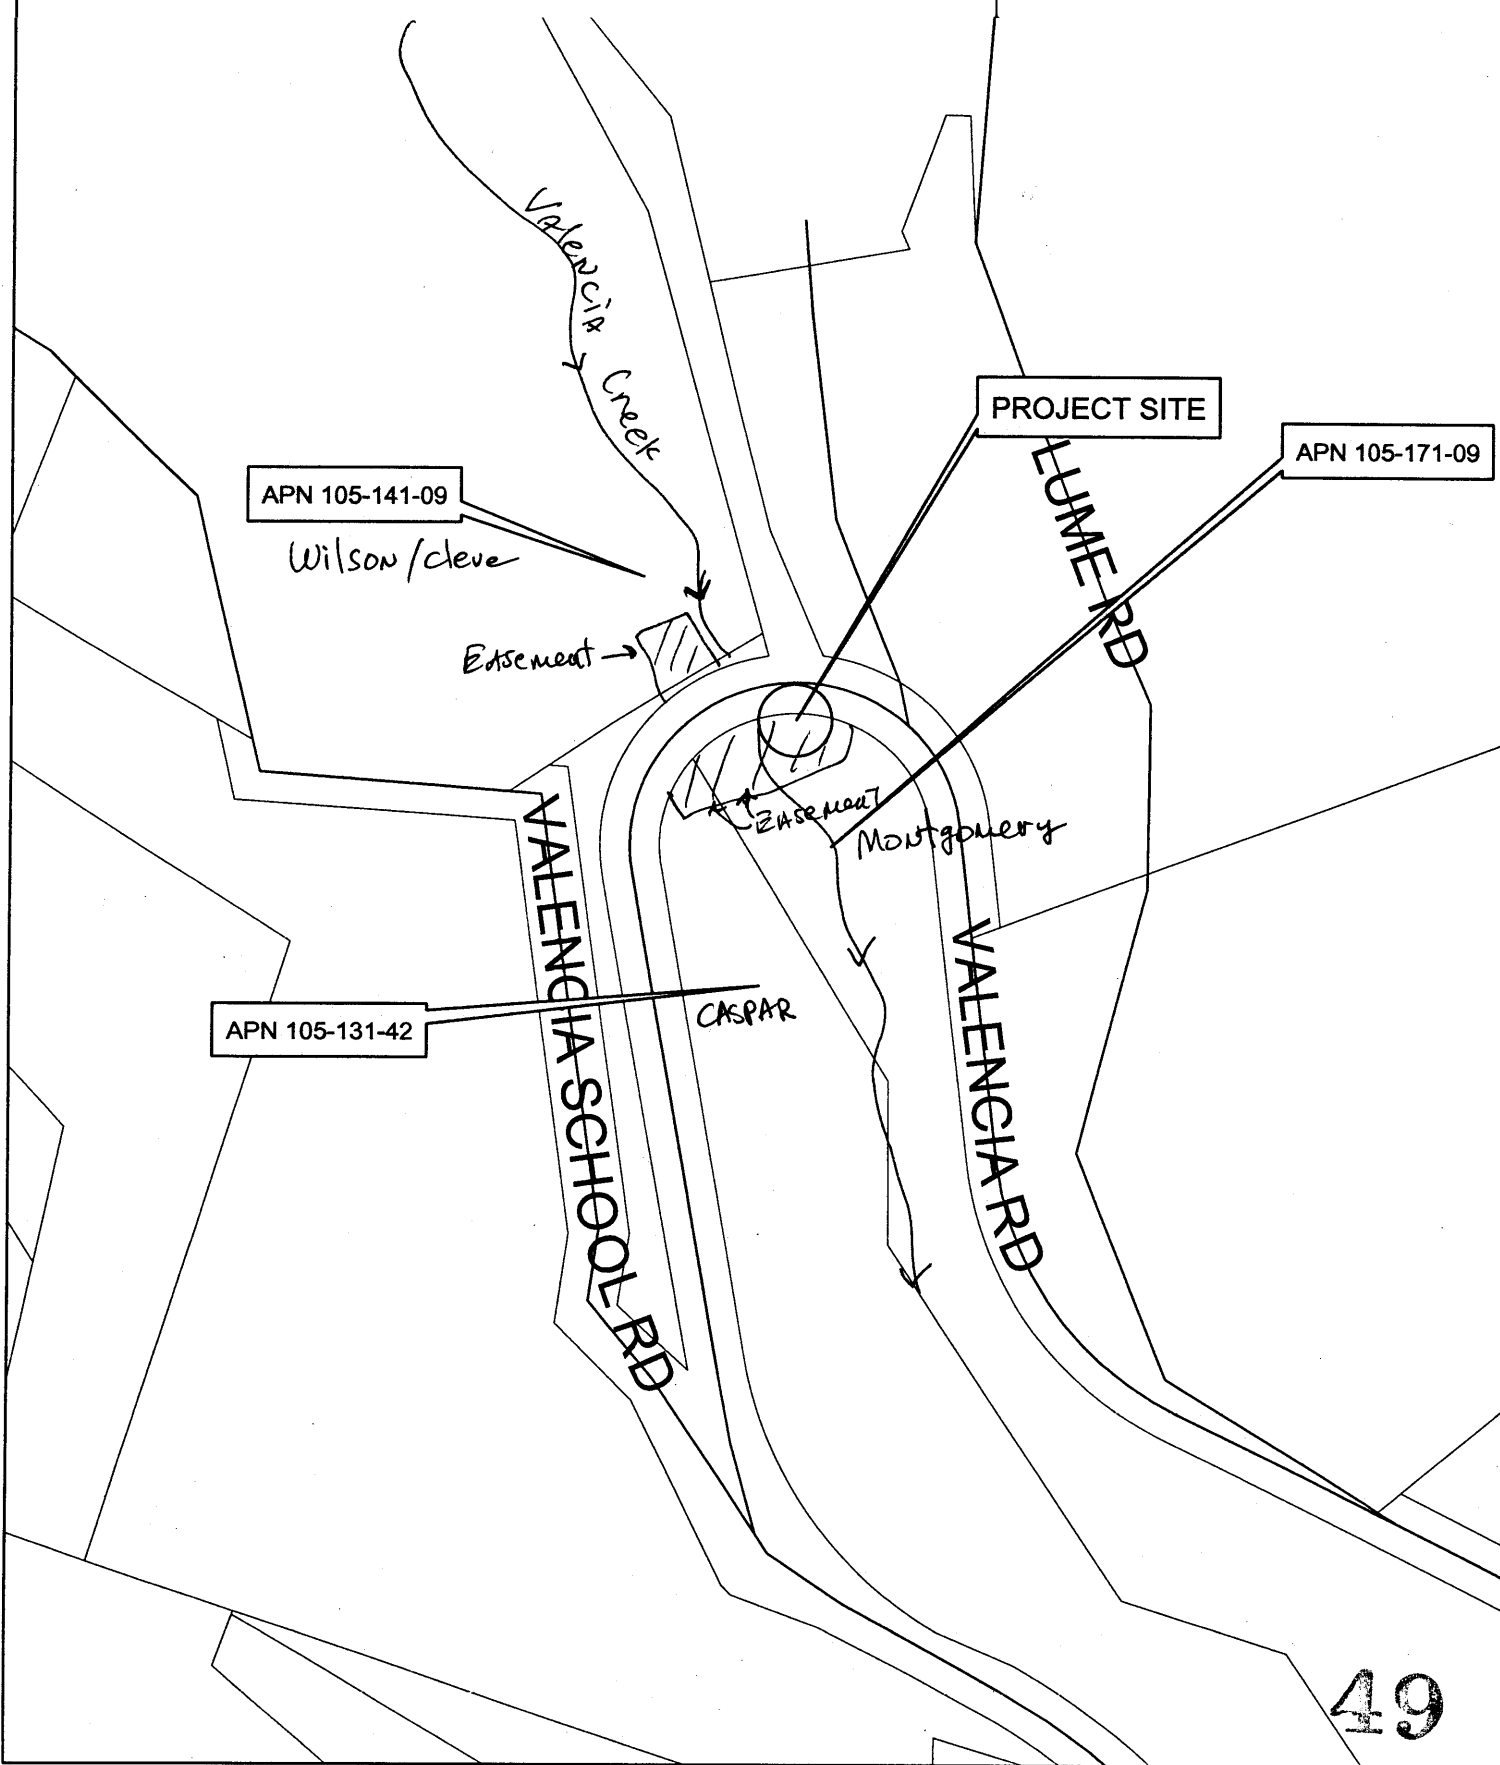 Valencia Creek
PROJECT SITE
APN 105-171-09
LUME RD
APN 105-141-09
Wilson/Cleve
Easement
Easement
Montgomery
VALENCIA SCHOOL RD
VALENCIA RD
APN 105-131-42
CASPAR
49